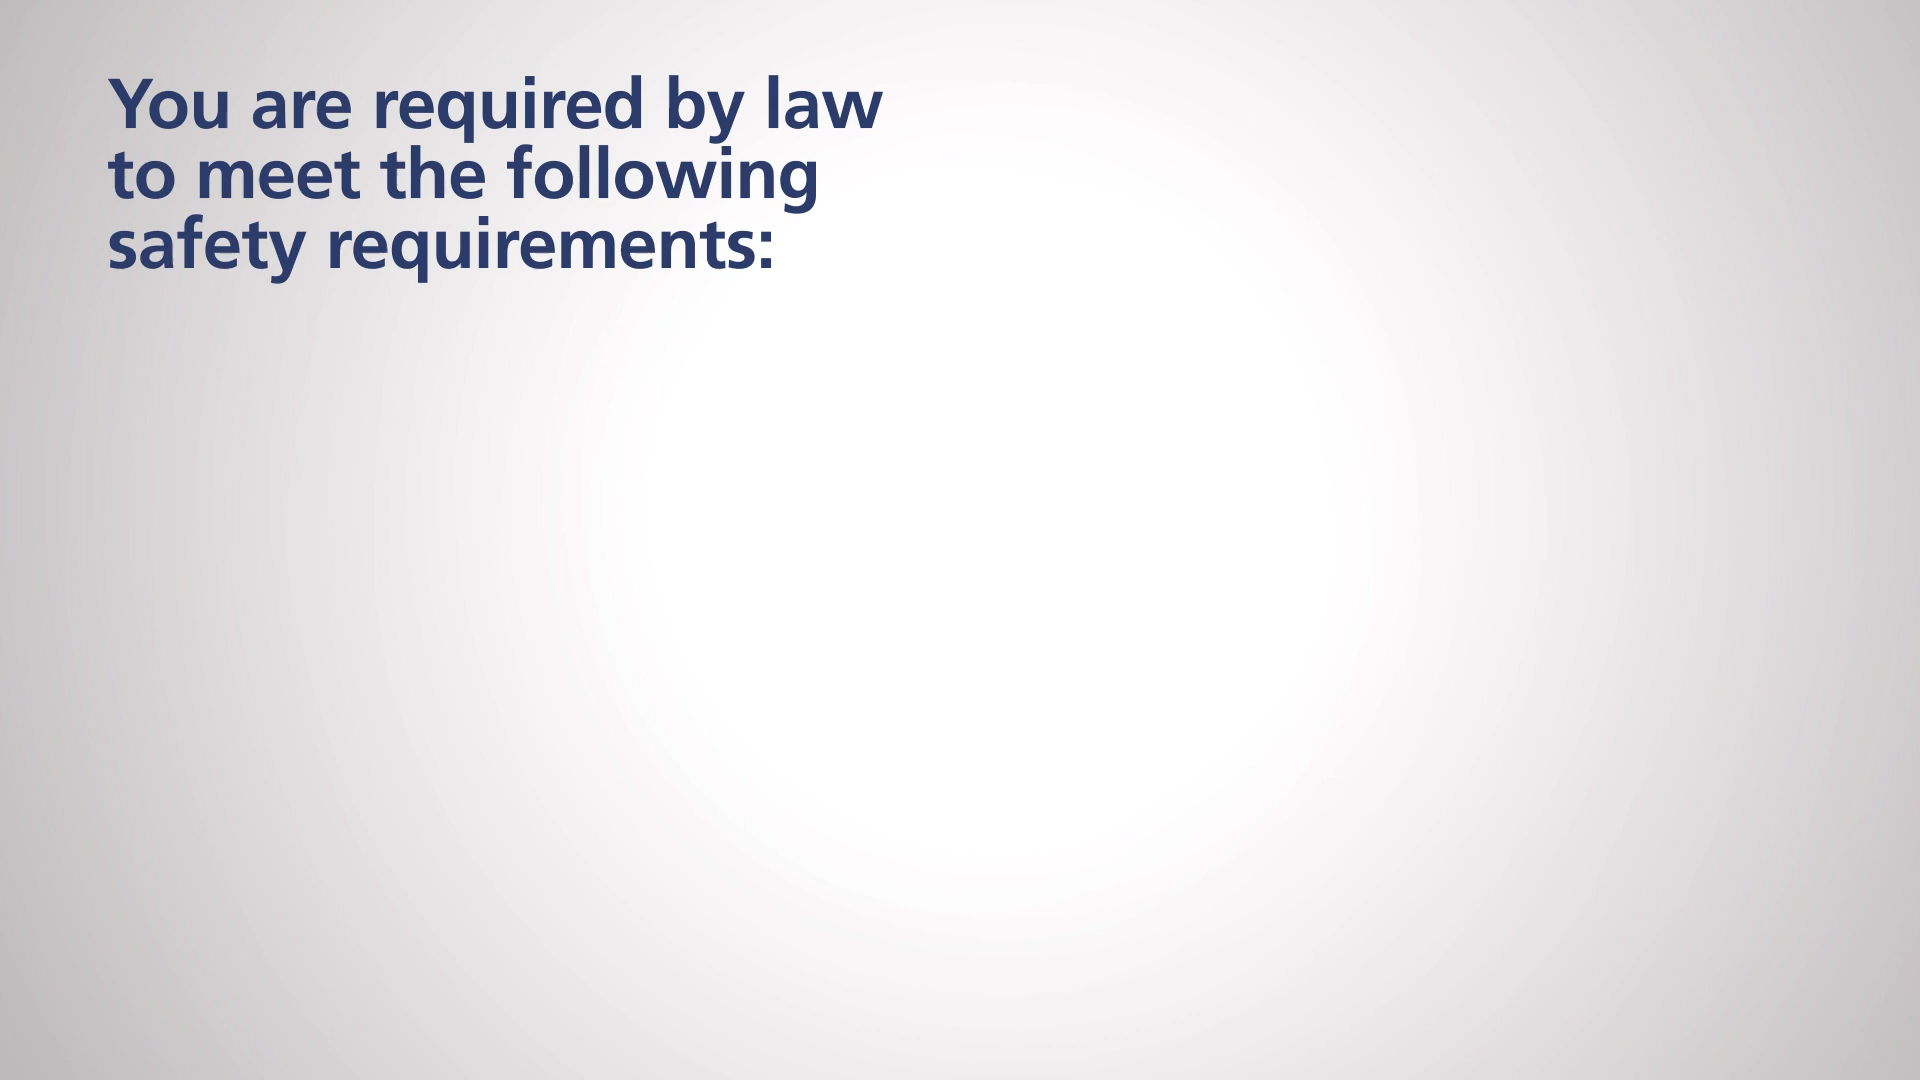 You are required by law
to meet the following
safety requirements: